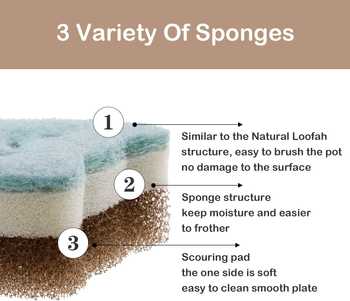 3 Variety Of Sponges
1
Similar to the Natural Loofah
structure, easy to brush the pot
no damage to the surface
2
Sponge structure
keep moisture and easier
to frother
3
Scouring pad
the one side is soft
easy to clean smooth plate